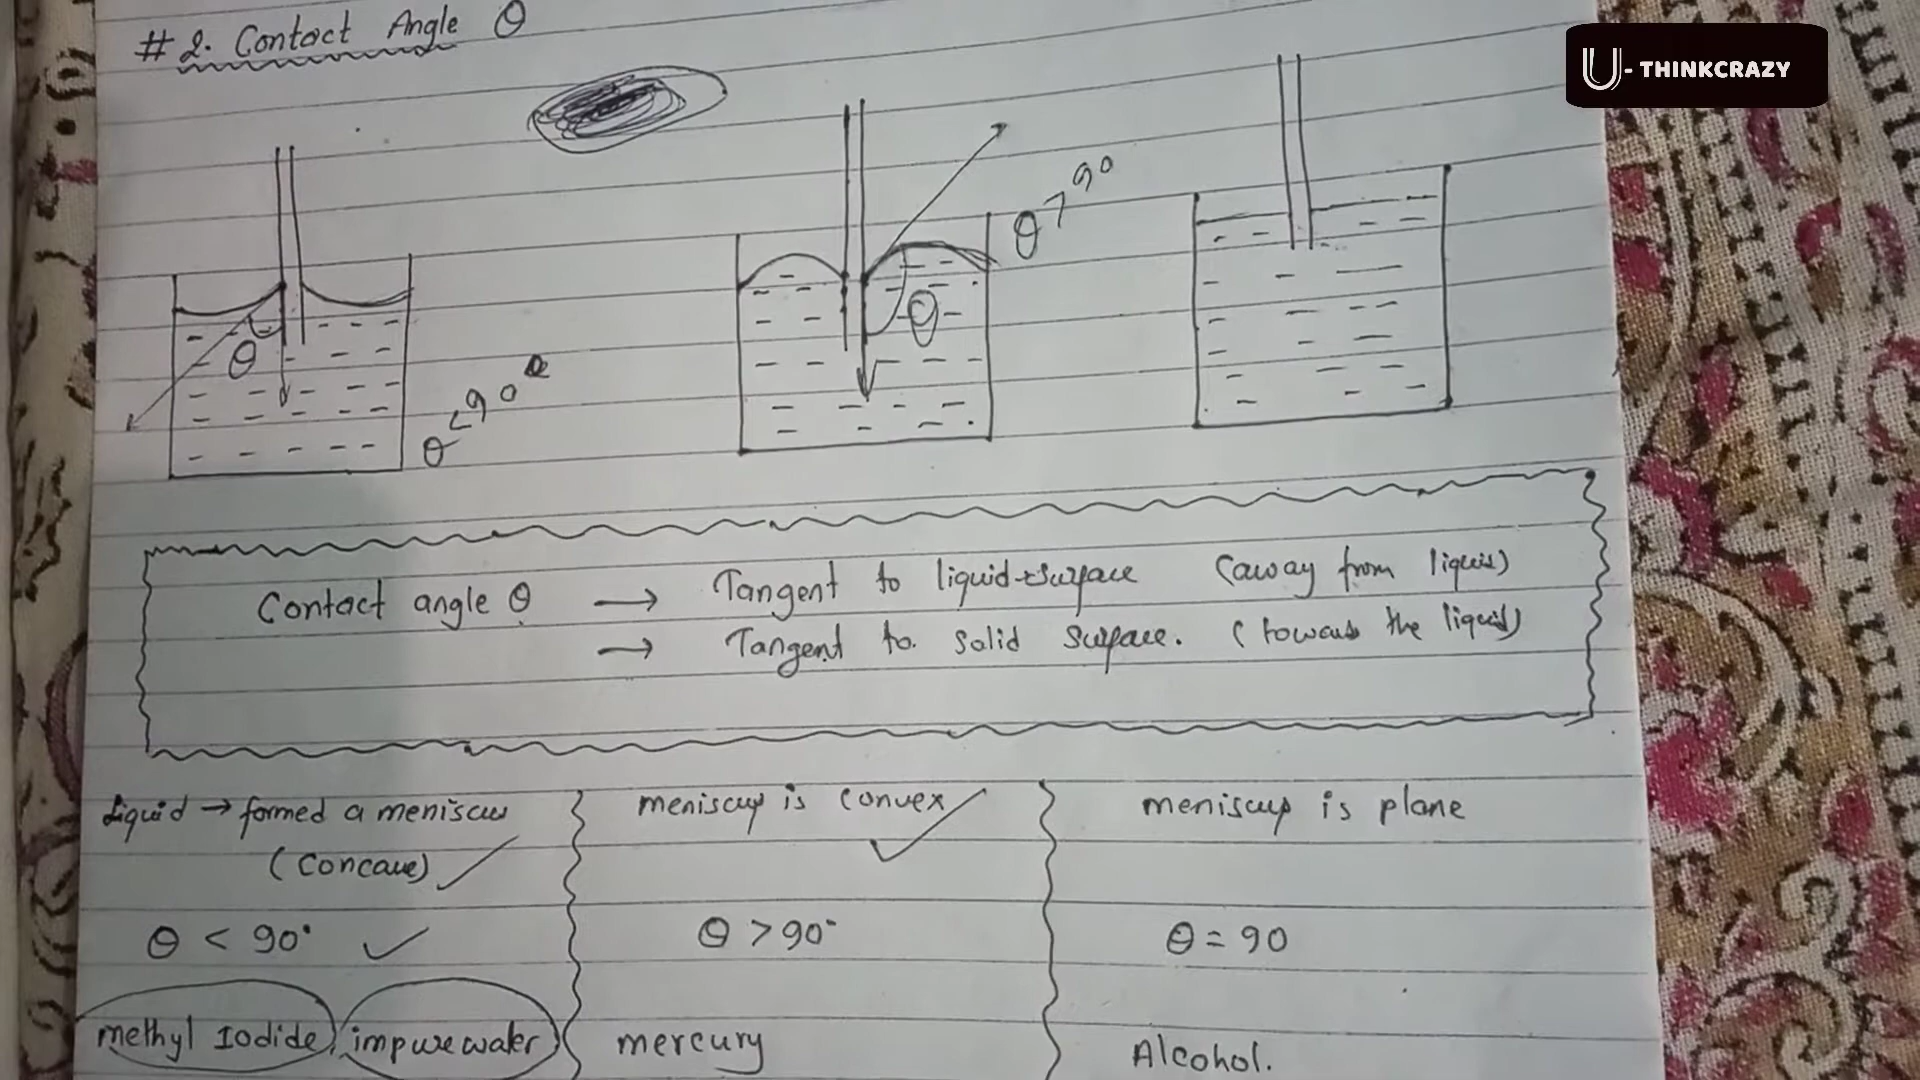 #2. Contact Angle θ
U - THINKCRAZY
θ
θ < 90°
θ
θ > 90
Contact angle θ → Tangent to liquid surface (away from liquid)
→ Tangent to solid surface. (towards the liquid)
Liquid → formed a meniscus
(Concave) ✓
θ < 90° ✓
methyl Iodide, impure water
meniscus is convex ✓
θ > 90°
mercury
meniscus is plane
θ = 90
Alcohol.